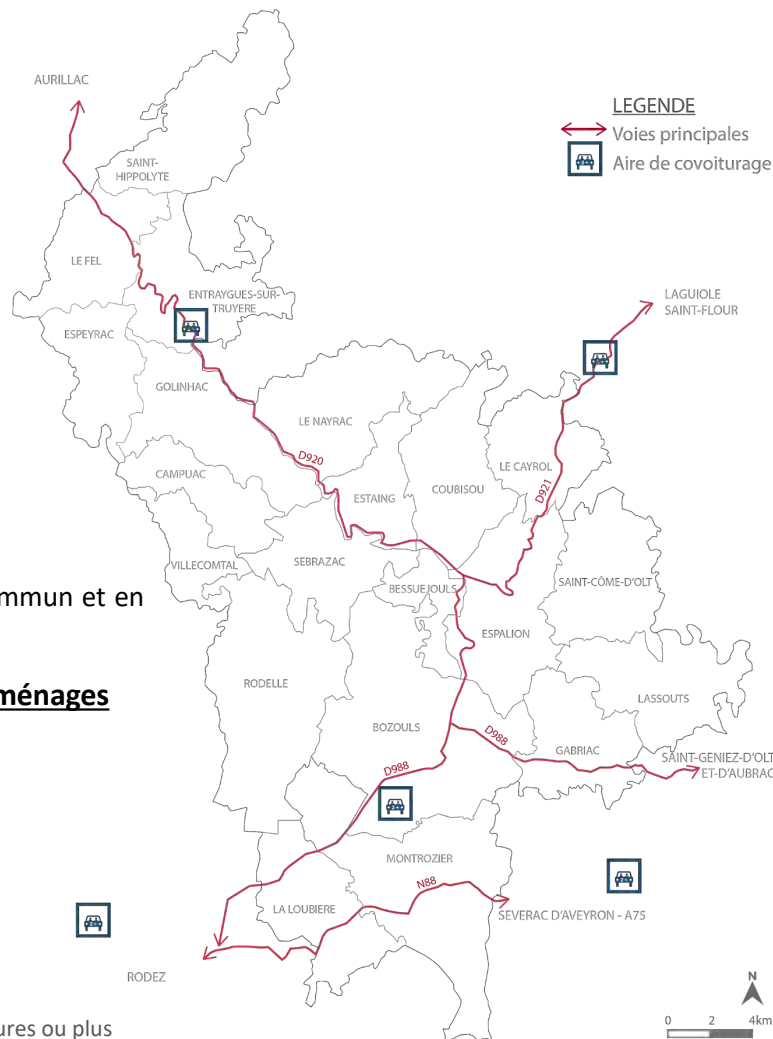 AURILLAC
LEGENDE
Voies principales
Aire de covoiturage
SAINT-
HIPPOLYTE
LE FEL
ENTRAYGUES-SUR-
TRUYERE
LAGUIOLE
SAINT-FLOUR
ESPEYRAC
GOLINHAC
LE NAYRAC
D920
LE CAYROL
D921
CAMPUAC
ESTAING
COUBISOU
VILLECOMTAL
SEBRAZAC
BESSUEJOULS
SAINT-CÔME-D'OLT
mmun et en
ESPALION
RODELLE
ménages
LASSOUTS
BOZOULS
D988
GABRIAC
SAINT-GENIEZ-D'OLT
ET-D'AUBRAC
D988
MONTROZIER
N88
LA LOUBIERE
SEVERAC D'AVEYRON - A75
RODEZ
N
0 2 4km
ures ou plus